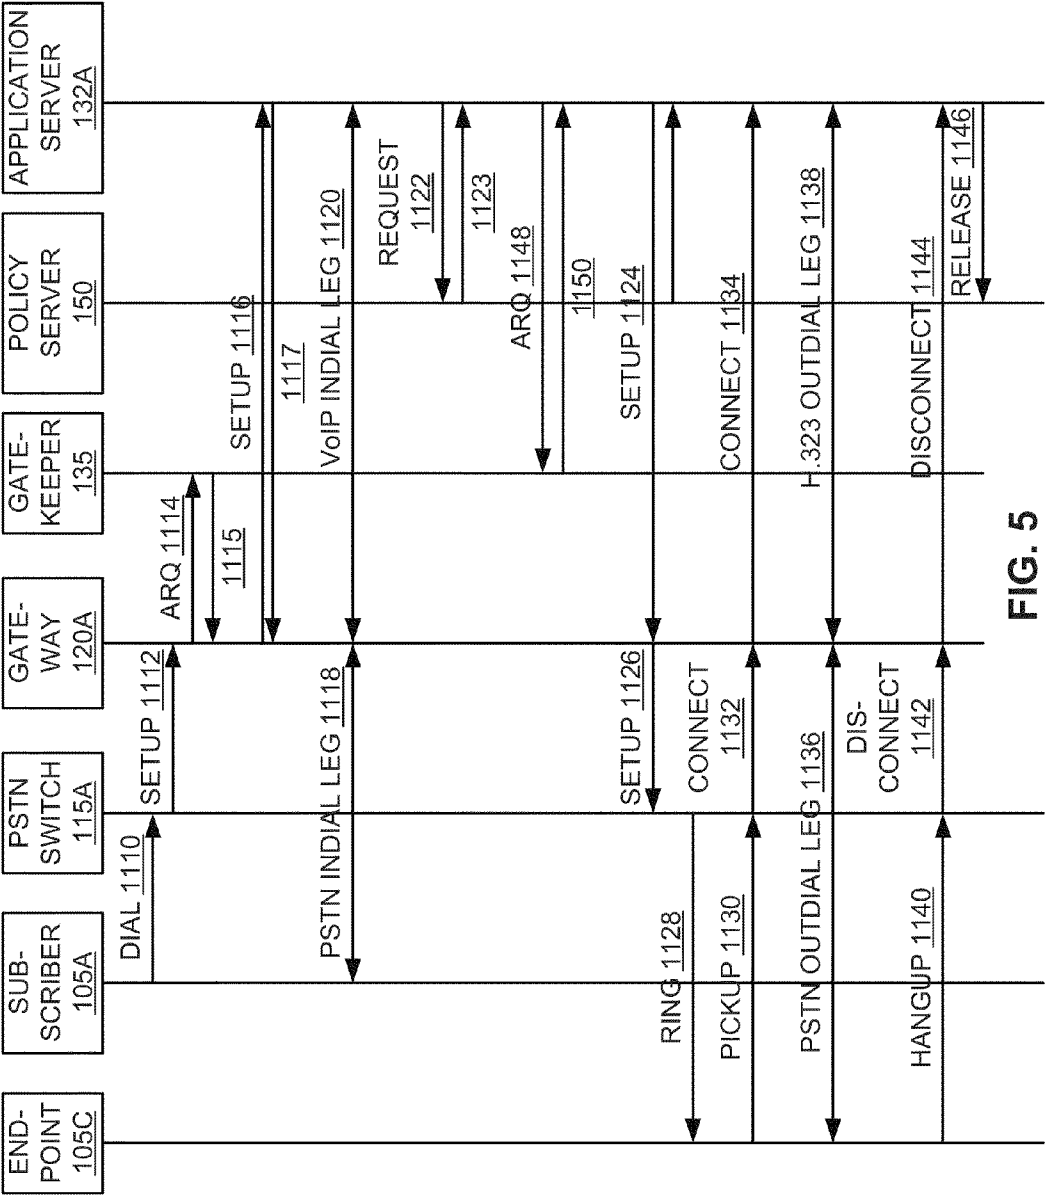 END-
POINT
105C
SUB-
SCRIBER
105A
PSTN
SWITCH
115A
GATE-
WAY
120A
GATE-
KEEPER
135
POLICY
SERVER
150
APPLICATION
SERVER
132A
DIAL 1110
SETUP 1112
ARQ 1114
1115
SETUP 1116
1117
PSTN INDIAL LEG 1118
VoIP INDIAL LEG 1120
REQUEST
1122
1123
ARQ 1148
1150
SETUP 1124
SETUP 1126
RING 1128
PICKUP 1130
CONNECT
1132
CONNECT 1134
PSTN OUTDIAL LEG 1136
H.323 OUTDIAL LEG 1138
HANGUP 1140
DIS-
CONNECT
1142
DISCONNECT 1144
RELEASE 1146
FIG. 5